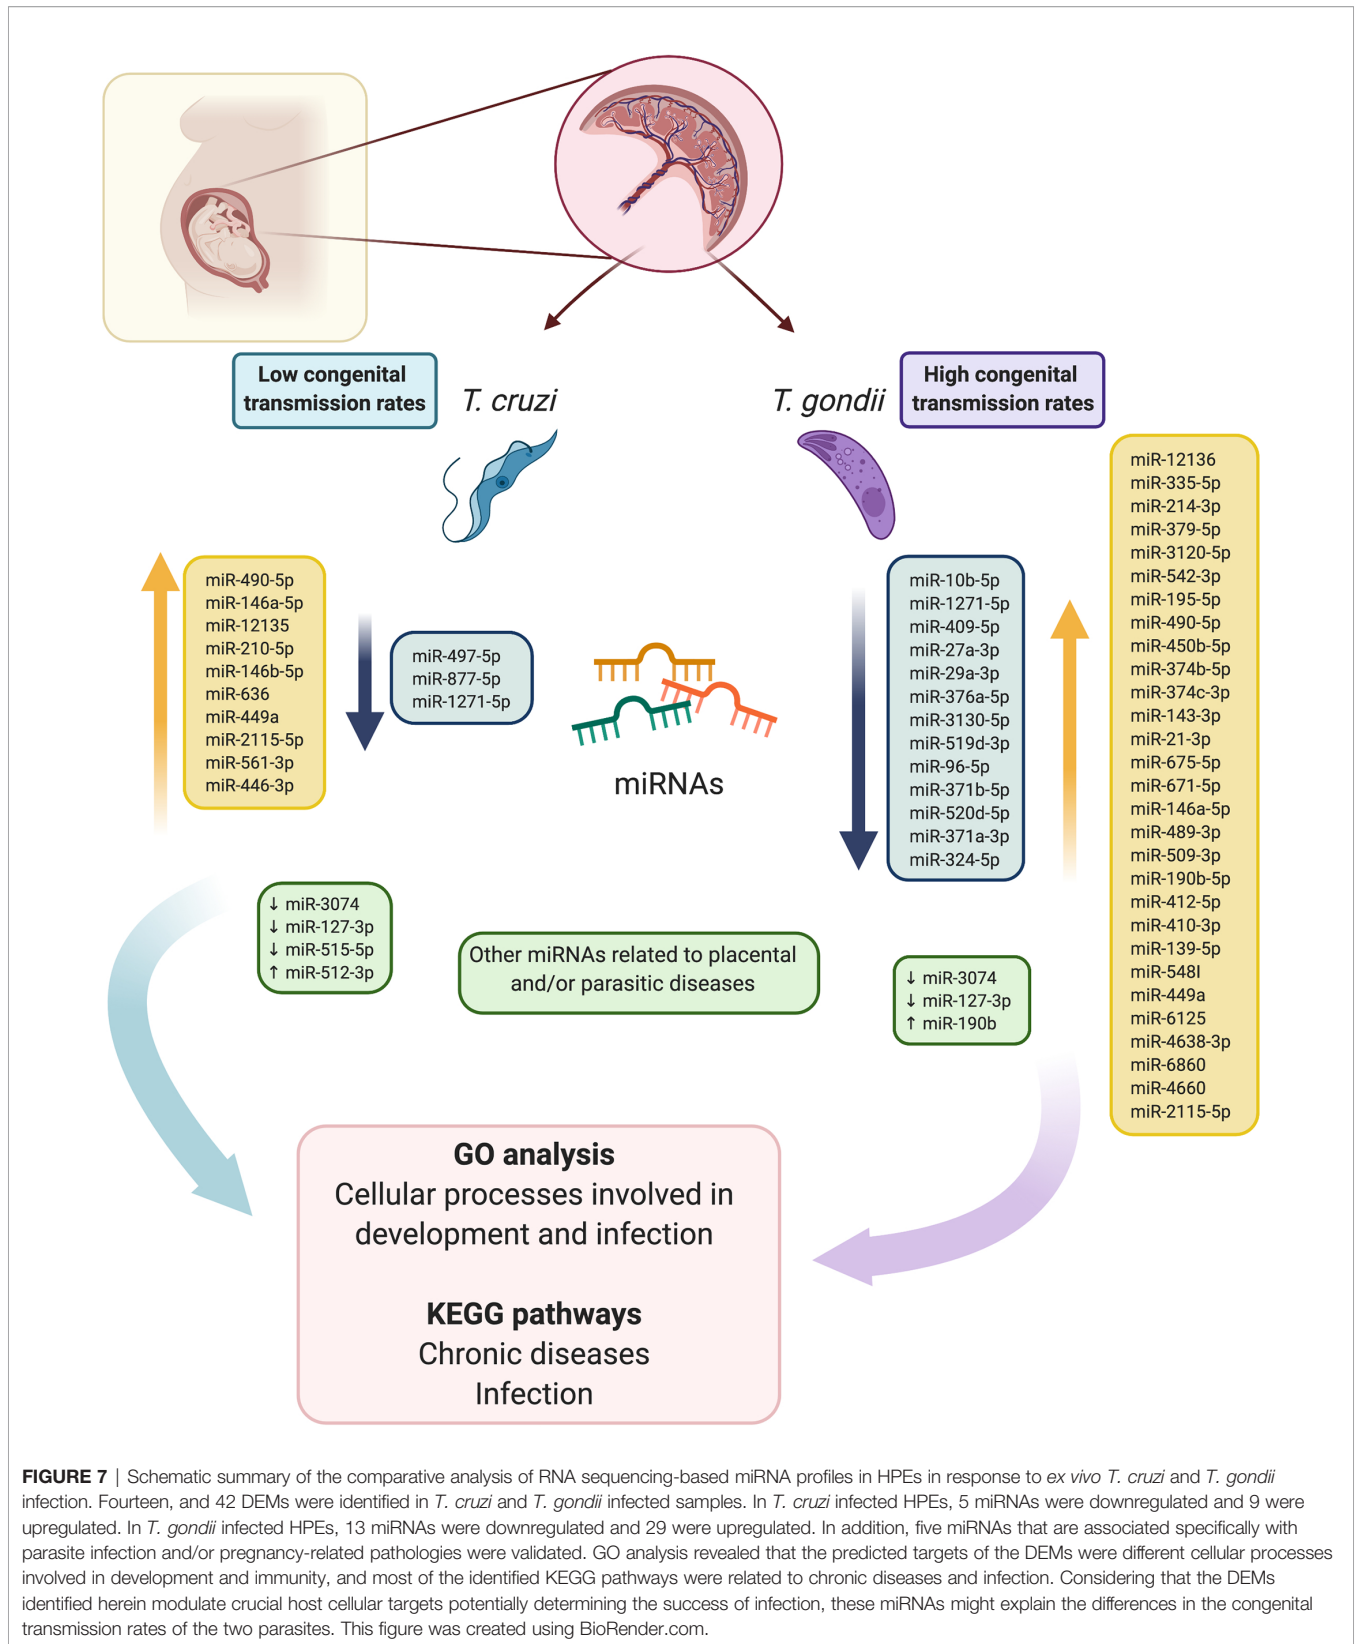 Low congenital
transmission rates
T. cruzi
T. gondii
High congenital
transmission rates
miR-490-5p
miR-146a-5p
miR-12135
miR-210-5p
miR-146b-5p
miR-636
miR-449a
miR-2115-5p
miR-561-3p
miR-446-3p
miR-497-5p
miR-877-5p
miR-1271-5p
miRNAs
miR-10b-5p
miR-1271-5p
miR-409-5p
miR-27a-3p
miR-29a-3p
miR-376a-5p
miR-3130-5p
miR-519d-3p
miR-96-5p
miR-371b-5p
miR-520d-5p
miR-371a-3p
miR-324-5p
miR-12136
miR-335-5p
miR-214-3p
miR-379-5p
miR-3120-5p
miR-542-3p
miR-195-5p
miR-490-5p
miR-450b-5p
miR-374b-5p
miR-374c-3p
miR-143-3p
miR-21-3p
miR-675-5p
miR-671-5p
miR-146a-5p
miR-489-3p
miR-509-3p
miR-190b-5p
miR-412-5p
miR-410-3p
miR-139-5p
miR-548l
miR-449a
miR-6125
miR-4638-3p
miR-6860
miR-4660
miR-2115-5p
↓ miR-3074
↓ miR-127-3p
↓ miR-515-5p
↑ miR-512-3p
Other miRNAs related to placental
and/or parasitic diseases
↓ miR-3074
↓ miR-127-3p
↑ miR-190b
GO analysis
Cellular processes involved in
development and infection
KEGG pathways
Chronic diseases
Infection
FIGURE 7 | Schematic summary of the comparative analysis of RNA sequencing-based miRNA profiles in HPEs in response to ex vivo T. cruzi and T. gondii
infection. Fourteen, and 42 DEMs were identified in T. cruzi and T. gondii infected samples. In T. cruzi infected HPEs, 5 miRNAs were downregulated and 9 were
upregulated. In T. gondii infected HPEs, 13 miRNAs were downregulated and 29 were upregulated. In addition, five miRNAs that are associated specifically with
parasite infection and/or pregnancy-related pathologies were validated. GO analysis revealed that the predicted targets of the DEMs were different cellular processes
involved in development and immunity, and most of the identified KEGG pathways were related to chronic diseases and infection. Considering that the DEMs
identified herein modulate crucial host cellular targets potentially determining the success of infection, these miRNAs might explain the differences in the congenital
transmission rates of the two parasites. This figure was created using BioRender.com.